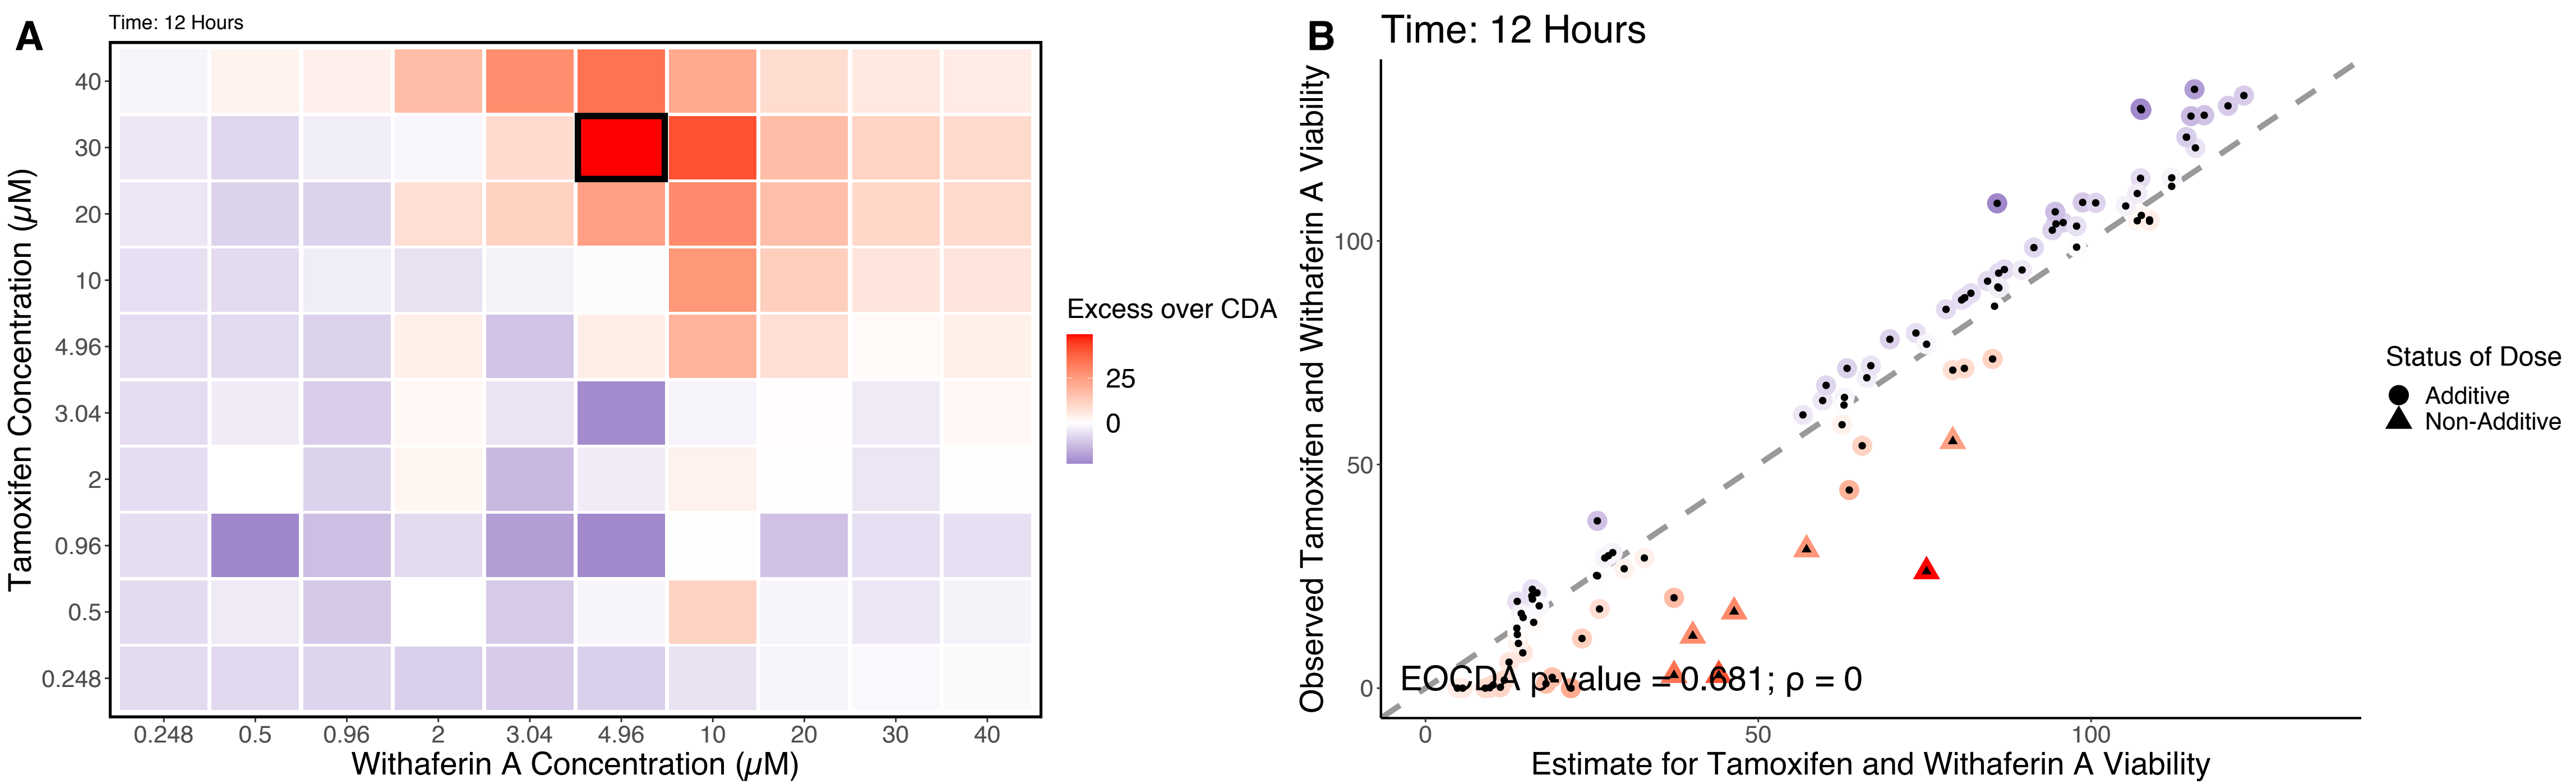 A
Time: 12 Hours
Tamoxifen Concentration (µM)
40
30
20
10
4.96
3.04
2
0.96
0.5
0.248
0.248 0.5 0.96 2 3.04 4.96 10 20 30 40
Withaferin A Concentration (µM)
Excess over CDA
25
0
B
Time: 12 Hours
Observed Tamoxifen and Withaferin A Viability
100
50
0
EOCDA p-value = 0.681; ρ = 0
0 50 100
Estimate for Tamoxifen and Withaferin A Viability
Status of Dose
Additive
Non-Additive